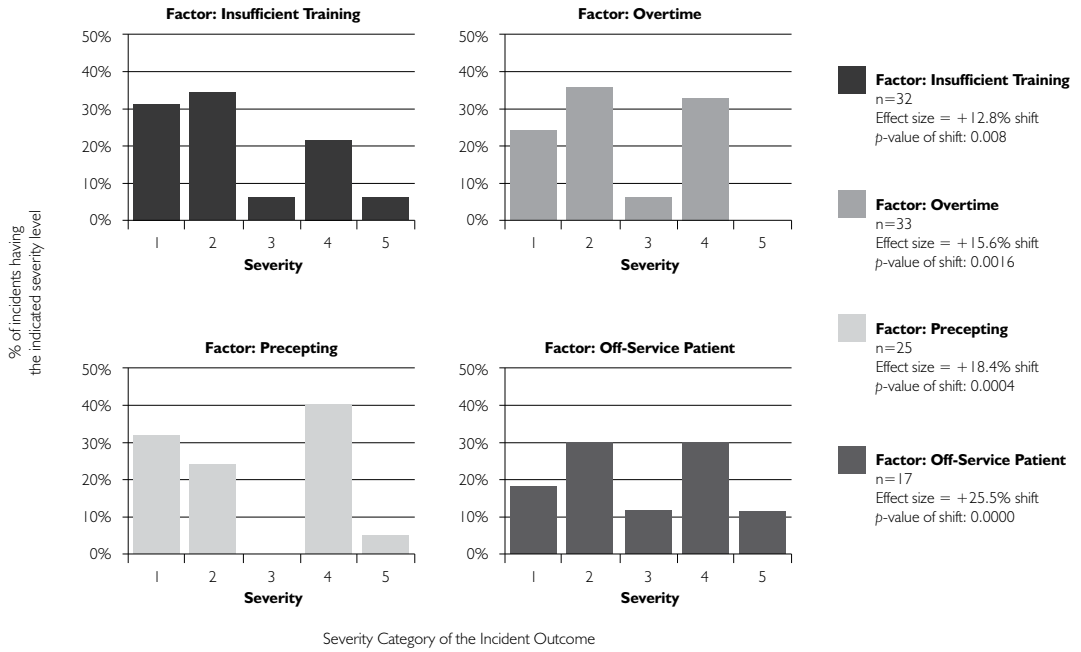 Factor: Insufficient Training
50%
40%
30%
20%
10%
0%
1 2 3 4 5
Severity
Factor: Overtime
50%
40%
30%
20%
10%
0%
1 2 3 4 5
Severity
% of incidents having
the indicated severity level
Factor: Precepting
50%
40%
30%
20%
10%
0%
1 2 3 4 5
Severity
Factor: Off-Service Patient
50%
40%
30%
20%
10%
0%
1 2 3 4 5
Severity
Severity Category of the Incident Outcome
Factor: Insufficient Training
n=32
Effect size = +12.8% shift
p-value of shift: 0.008
Factor: Overtime
n=33
Effect size = +15.6% shift
p-value of shift: 0.0016
Factor: Precepting
n=25
Effect size = +18.4% shift
p-value of shift: 0.0004
Factor: Off-Service Patient
n=17
Effect size = +25.5% shift
p-value of shift: 0.0000